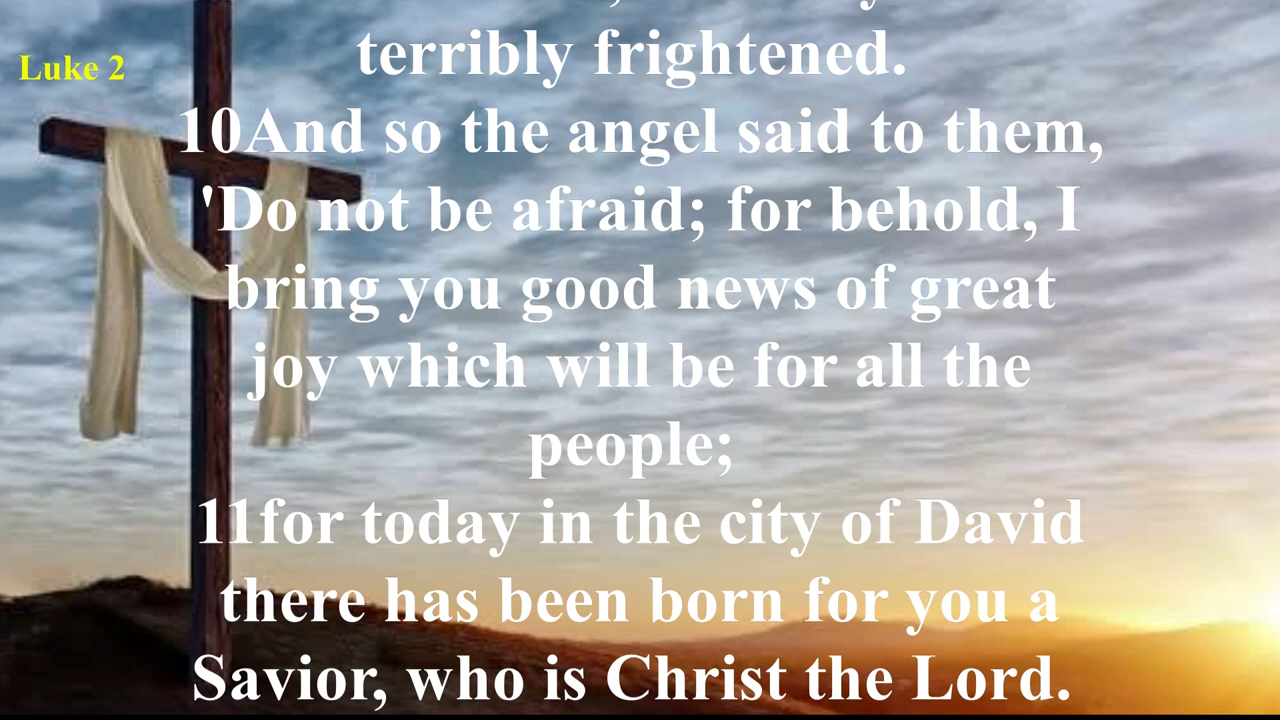 Luke 2
terribly frightened.
10And so the angel said to them,
'Do not be afraid; for behold, I
bring you good news of great
joy which will be for all the
people;
11for today in the city of David
there has been born for you a
Savior, who is Christ the Lord.